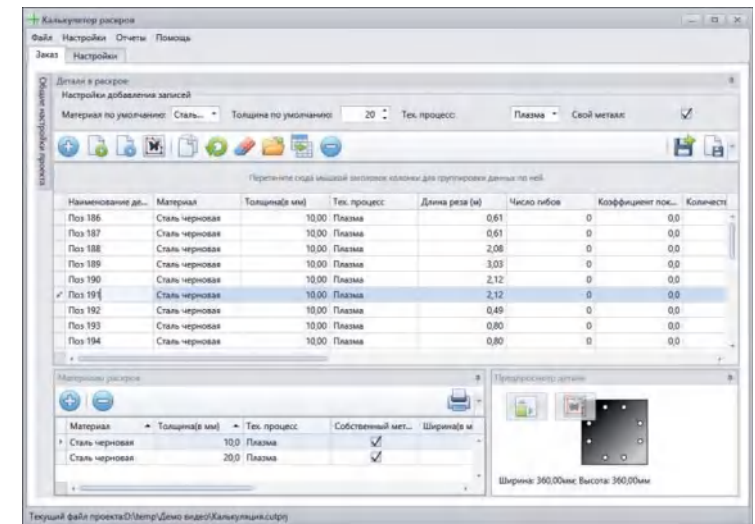 Калькулятор раскроя
Файл Настройки Отчеты Помощь
Заказ Настройки
Общие настройки проекта
Детали в раскрое
Настройки добавления записей
Материал по умолчанию: Сталь... Толщина по умолчанию: 20 Тех. процесс: Плазма Свой металл:
Перетащите сюда мышкой заголовок колонки для группировки данных по ней
Наименование де... Материал Толщина(в мм) Тех. процесс Длина реза (м) Число гибов Коэффициент пок... Количеств
Поз 186 Сталь черновая 10,00 Плазма 0,61 0 0,0
Поз 187 Сталь черновая 10,00 Плазма 0,61 0 0,0
Поз 188 Сталь черновая 10,00 Плазма 2,08 0 0,0
Поз 189 Сталь черновая 10,00 Плазма 3,03 0 0,0
Поз 190 Сталь черновая 10,00 Плазма 2,12 0 0,0
Поз 191 Сталь черновая 10,00 Плазма 2,12 0 0,0
Поз 192 Сталь черновая 10,00 Плазма 0,49 0 0,0
Поз 193 Сталь черновая 10,00 Плазма 0,80 0 0,0
Поз 194 Сталь черновая 10,00 Плазма 0,80 0 0,0
Материалы раскроя
Предпросмотр детали
Материал Толщина(в мм) Тех. процесс Собственный мет... Ширина(в м
Сталь черновая 10,0 Плазма
Сталь черновая 20,0 Плазма
Ширина: 360,00мм; Высота: 360,00мм
Текущий файл проекта:D:\temp\Демо видео\Калькуляция.cutprj